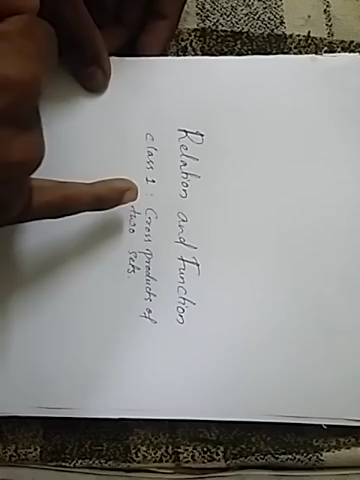 Relation and Function
class 1 : Cross products of
two sets.